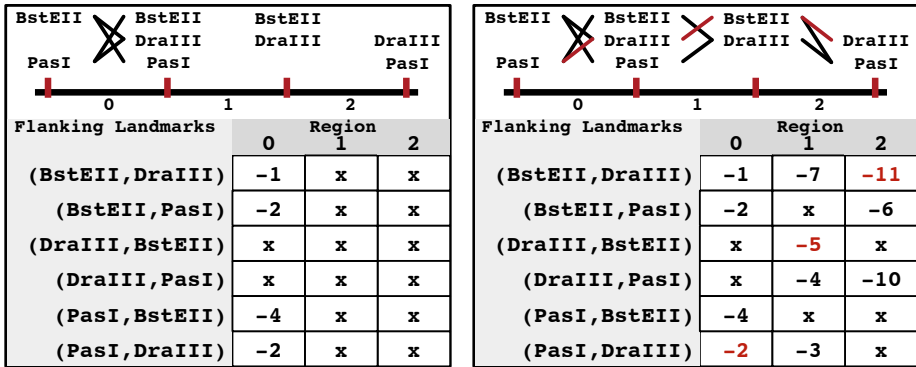 BstEII BstEII BstEII
DraIII DraIII DraIII
PasI PasI PasI
0 1 2
Flanking Landmarks Region
0 1 2
(BstEII,DraIII) -1 x x
(BstEII,PasI) -2 x x
(DraIII,BstEII) x x x
(DraIII,PasI) x x x
(PasI,BstEII) -4 x x
(PasI,DraIII) -2 x x
BstEII BstEII BstEII
DraIII DraIII DraIII
PasI PasI PasI
0 1 2
Flanking Landmarks Region
0 1 2
(BstEII,DraIII) -1 -7 -11
(BstEII,PasI) -2 x -6
(DraIII,BstEII) x -5 x
(DraIII,PasI) x -4 -10
(PasI,BstEII) -4 x x
(PasI,DraIII) -2 -3 x